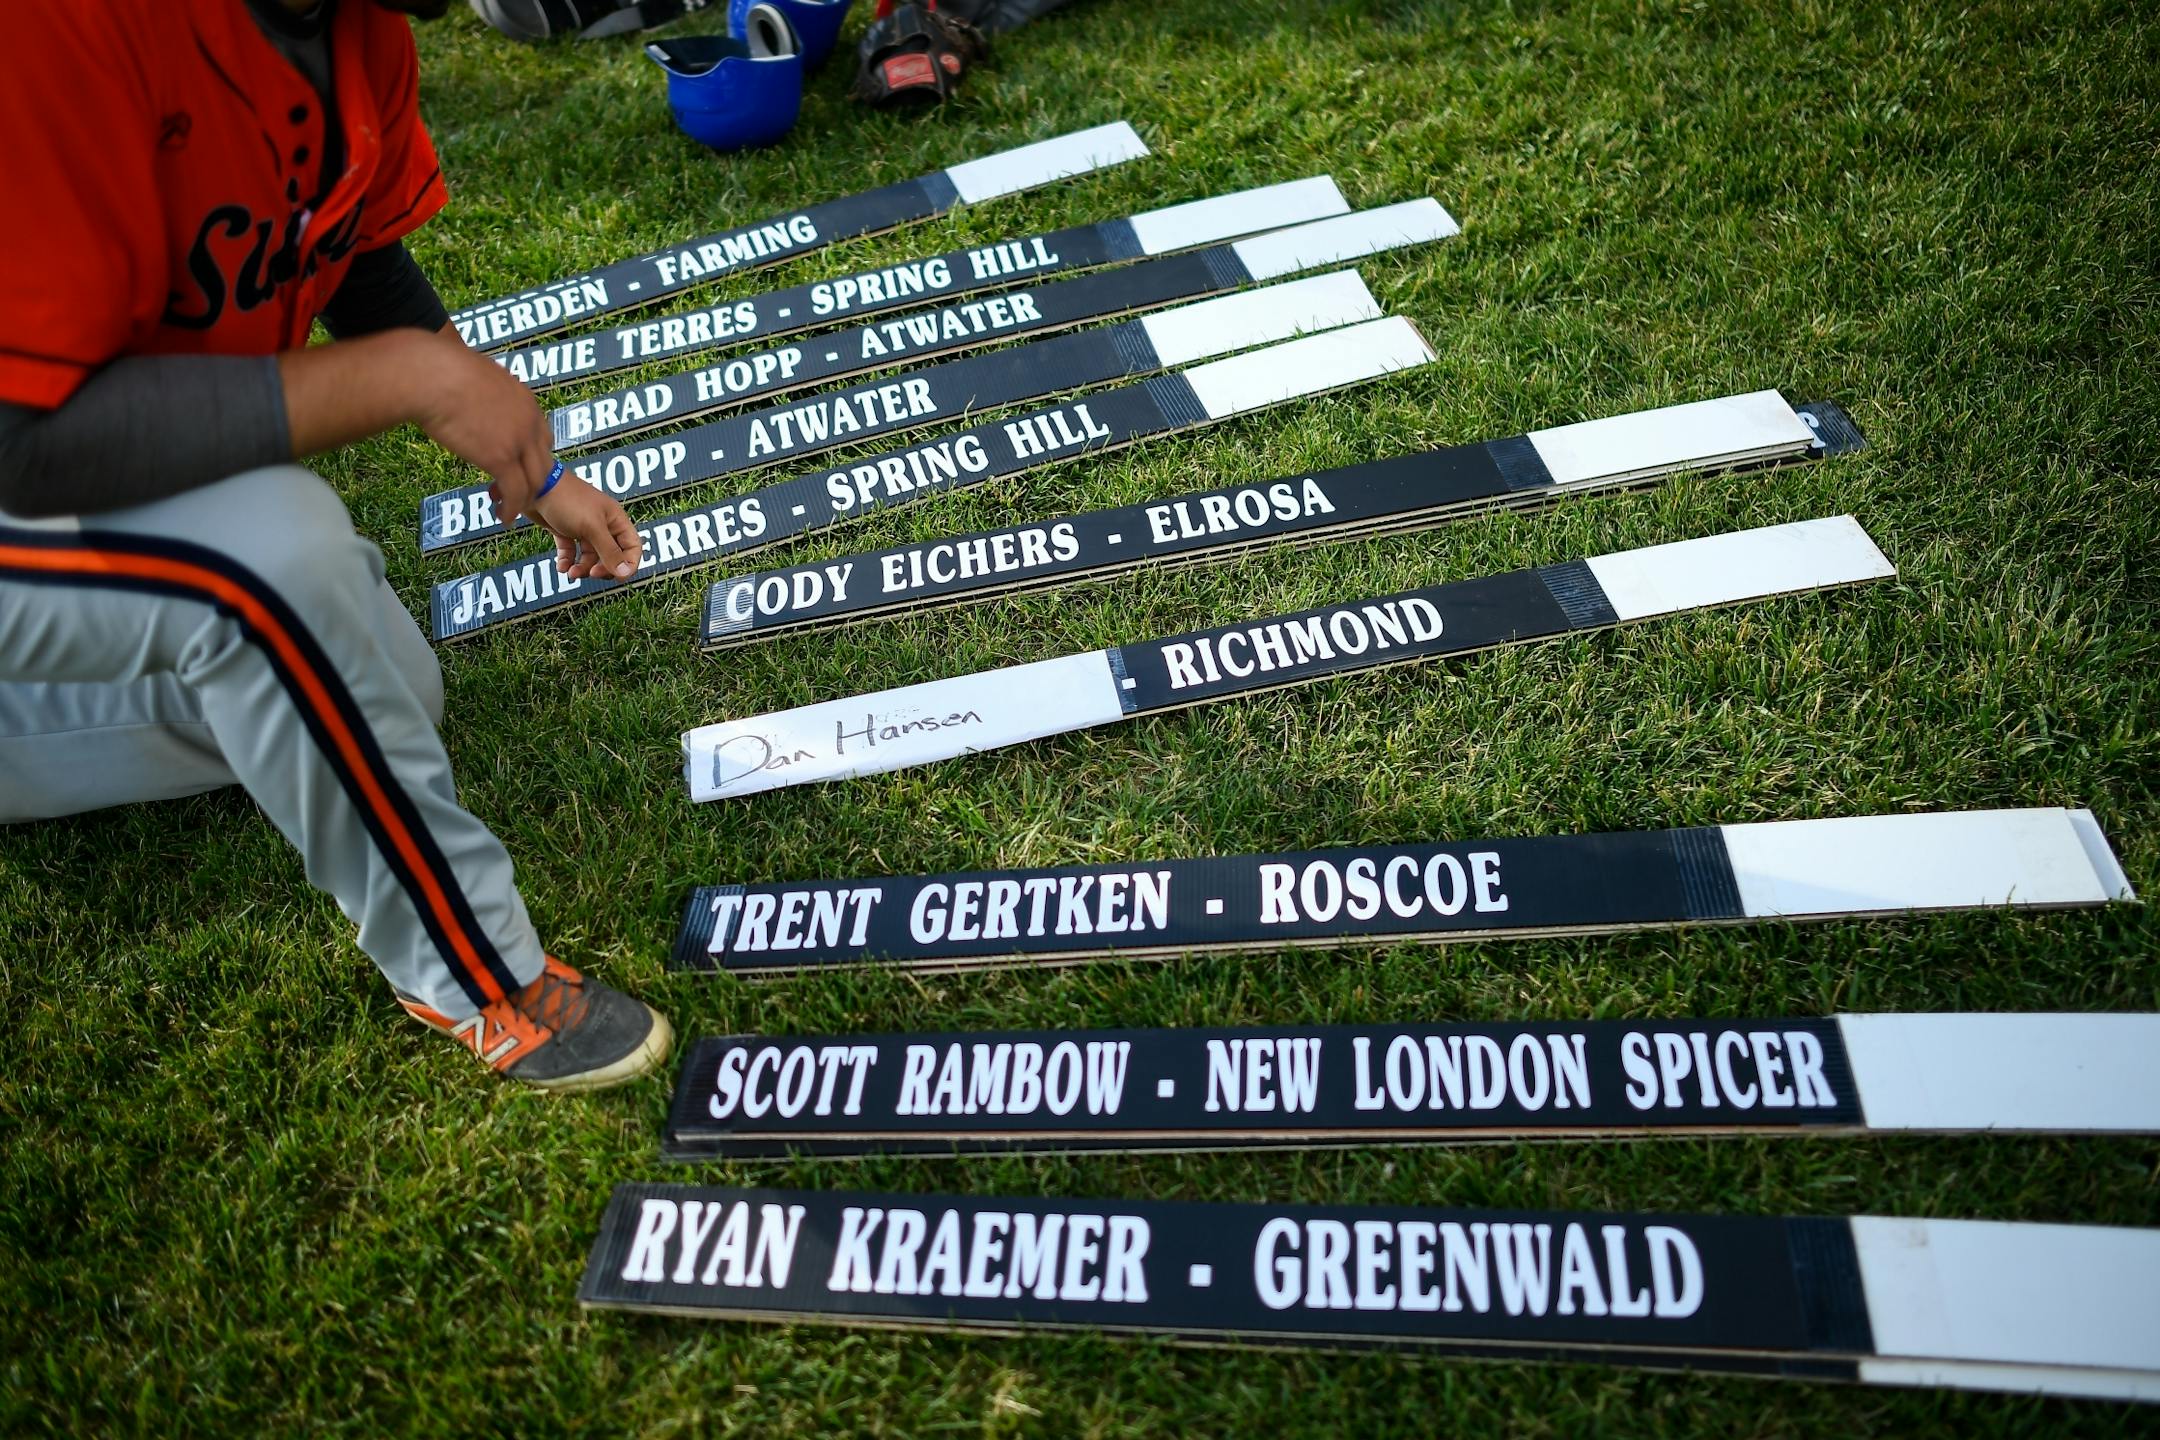 ZIERDEN - FARMING
JAMIE TERRES - SPRING HILL
BRAD HOPP - ATWATER
HOPP - ATWATER
JAMIE TERRES - SPRING HILL
CODY EICHERS - ELROSA
Dan Hansen - RICHMOND
TRENT GERTKEN - ROSCOE
SCOTT RAMBOW - NEW LONDON SPICER
RYAN KRAEMER - GREENWALD